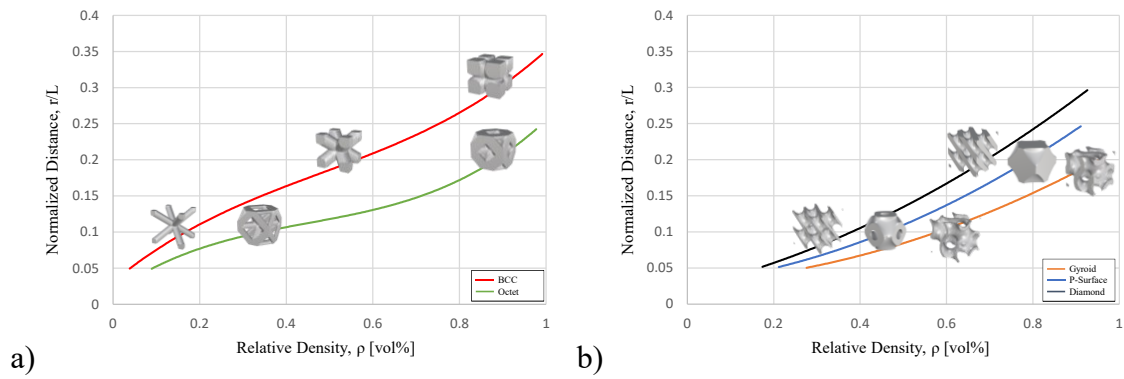 0.4
0.35
0.3
0.25
0.2
0.15
0.1
0.05
0
Normalized Distance, r/L
BCC
Octet
0 0.2 0.4 0.6 0.8 1
Relative Density, ρ [vol%]
a)
0.4
0.35
0.3
0.25
0.2
0.15
0.1
0.05
0
Normalized Distance, r/L
Gyroid
P-Surface
Diamond
0 0.2 0.4 0.6 0.8 1
Relative Density, ρ [vol%]
b)